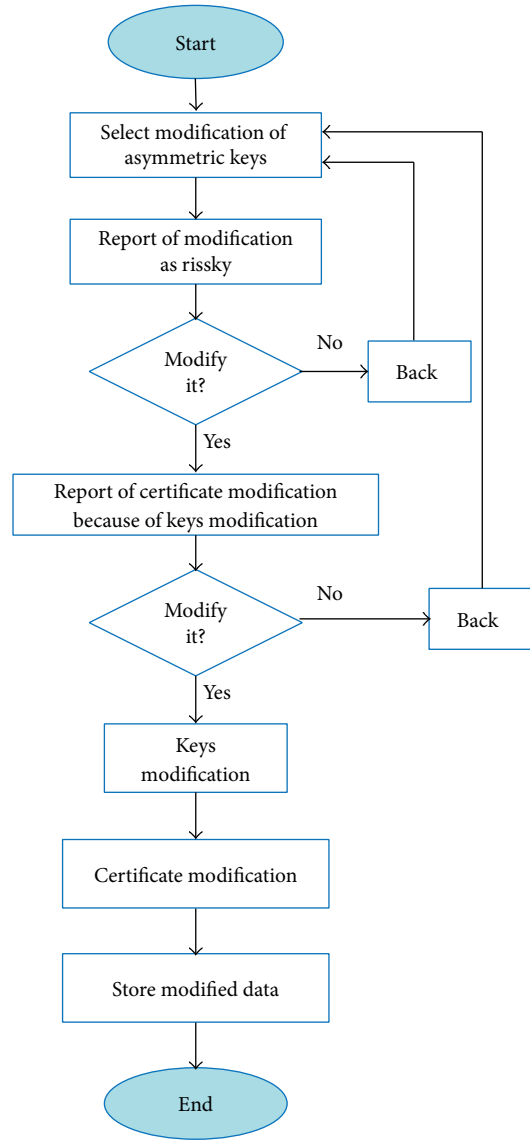 Start
Select modification of
asymmetric keys
Report of modification
as rissky
Modify
it?
No
Back
Yes
Report of certificate modification
because of keys modification
Modify
it?
No
Back
Yes
Keys
modification
Certificate modification
Store modified data
End